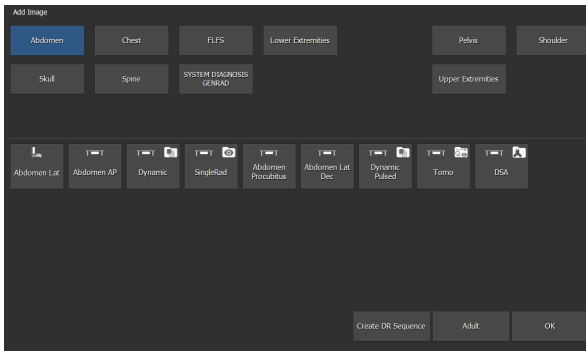 Add Image
Abdomen
Chest
FLFS
Lower Extremities
Pelvis
Shoulder
Skull
Spine
SYSTEM DIAGNOSIS
GENRAD
Upper Extremities
Abdomen Lat
Abdomen AP
Dynamic
SingleRad
Abdomen
Procubitus
Abdomen Lat
Dec
Dynamic
Pulsed
Tomo
DSA
Create DR Sequence
Adult
OK